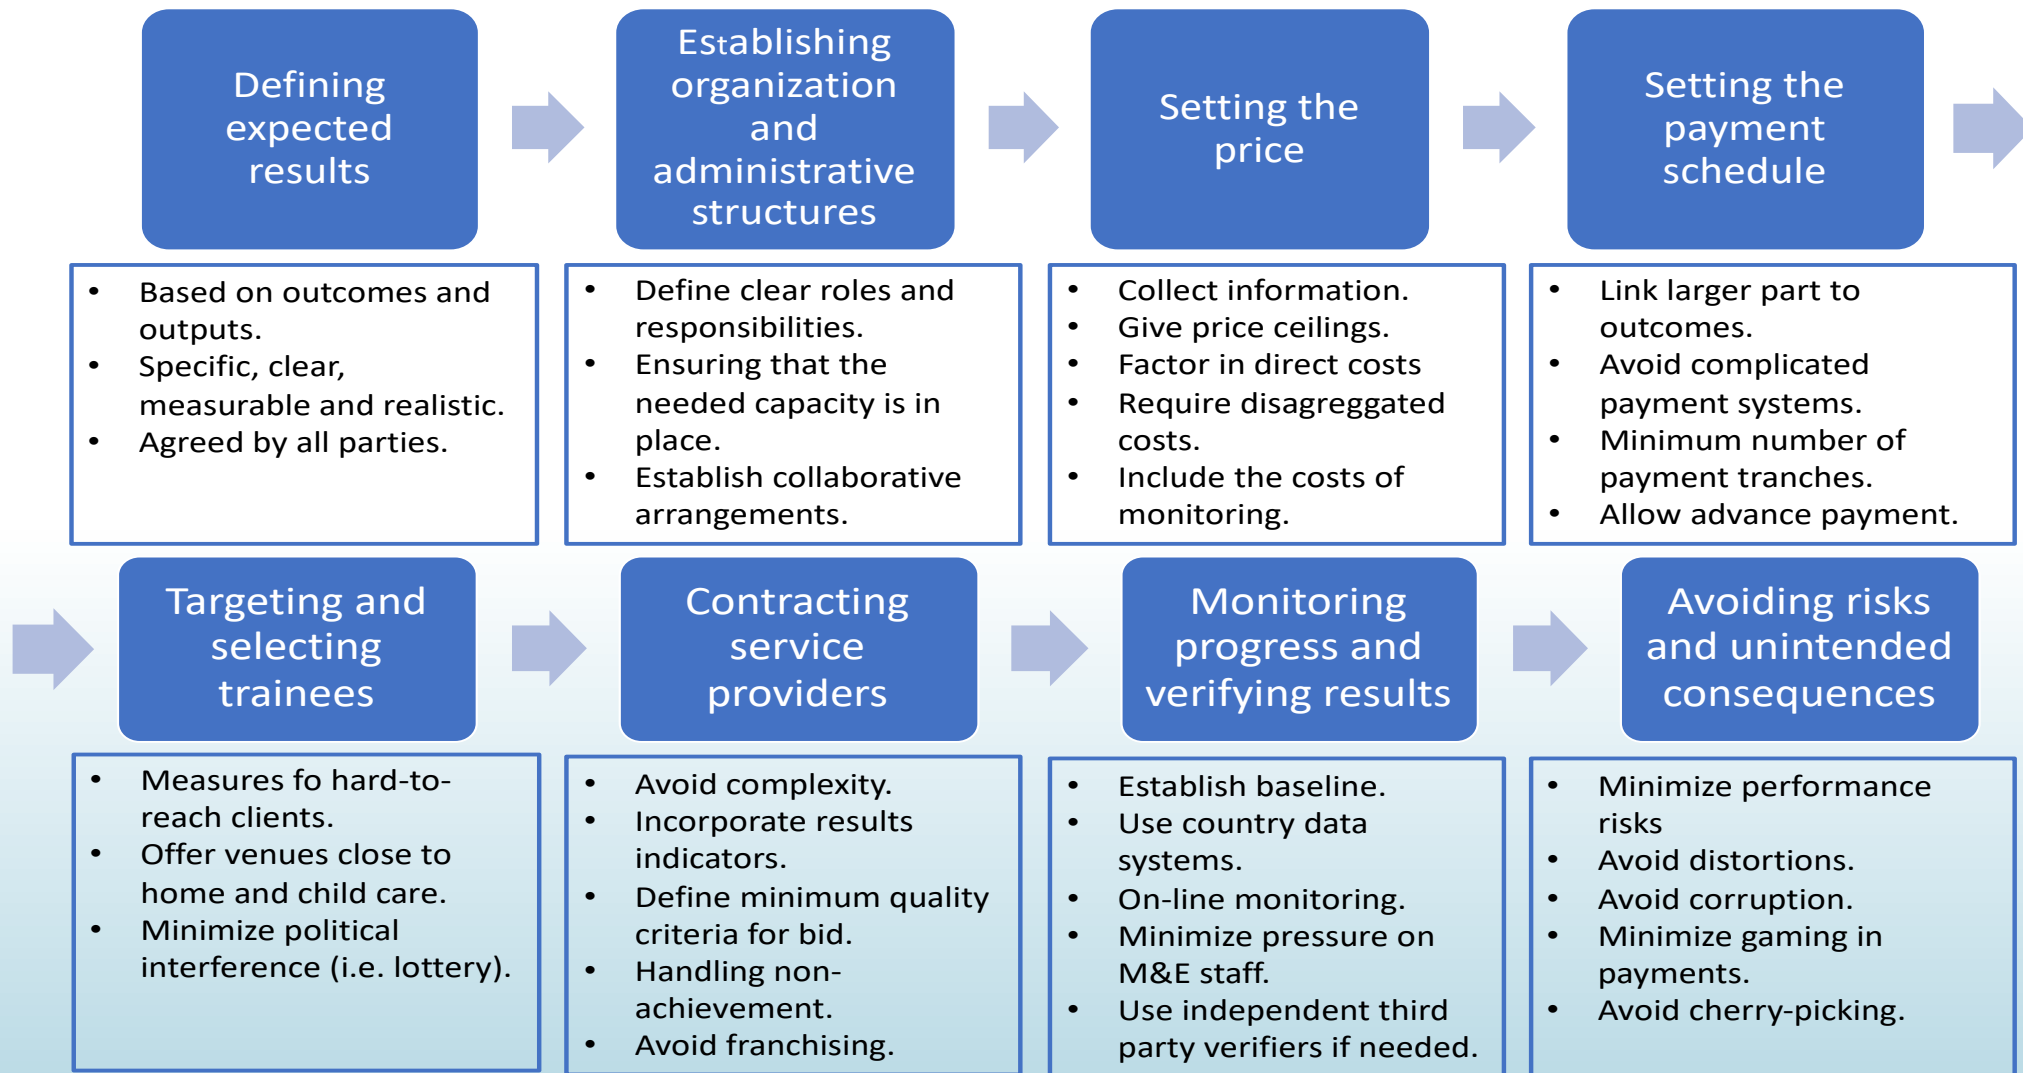 Defining
expected
results
Establishing
organization
and
administrative
structures
Setting the
price
Setting the
payment
schedule
• Based on outcomes and
outputs.
• Specific, clear,
measurable and realistic.
• Agreed by all parties.
• Define clear roles and
responsibilities.
• Ensuring that the
needed capacity is in
place.
• Establish collaborative
arrangements.
• Collect information.
• Give price ceilings.
• Factor in direct costs
• Require disagreggated
costs.
• Include the costs of
monitoring.
• Link larger part to
outcomes.
• Avoid complicated
payment systems.
• Minimum number of
payment tranches.
• Allow advance payment.
Targeting and
selecting
trainees
Contracting
service
providers
Monitoring
progress and
verifying results
Avoiding risks
and unintended
consequences
• Measures fo hard-to-
reach clients.
• Offer venues close to
home and child care.
• Minimize political
interference (i.e. lottery).
• Avoid complexity.
• Incorporate results
indicators.
• Define minimum quality
criteria for bid.
• Handling non-
achievement.
• Avoid franchising.
• Establish baseline.
• Use country data
systems.
• On-line monitoring.
• Minimize pressure on
M&E staff.
• Use independent third
party verifiers if needed.
• Minimize performance
risks
• Avoid distortions.
• Avoid corruption.
• Minimize gaming in
payments.
• Avoid cherry-picking.